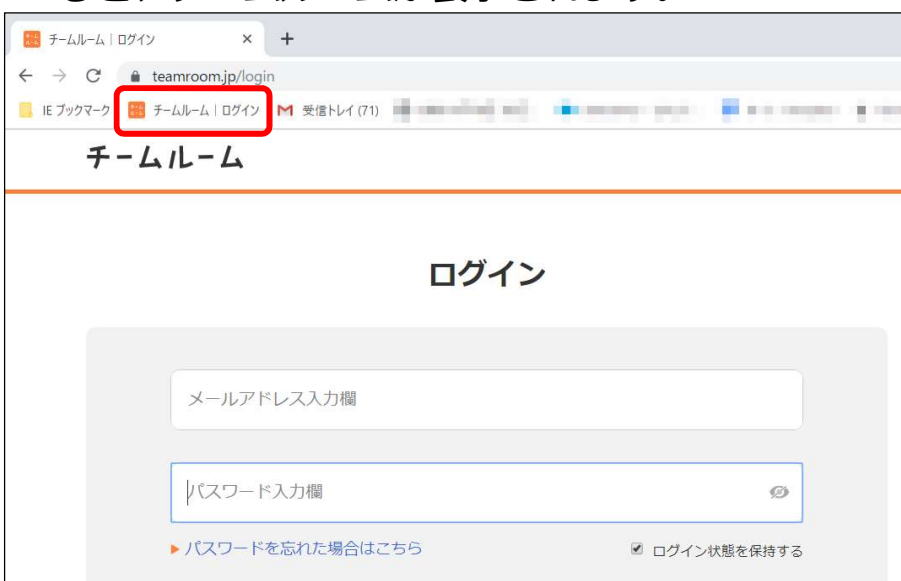 チームルーム | ログイン
teamroom.jp/login
IE ブックマーク チームルーム | ログイン 受信トレイ (71)
チームルーム
ログイン
メールアドレス入力欄
パスワード入力欄
パスワードを忘れた場合はこちら ログイン状態を保持する